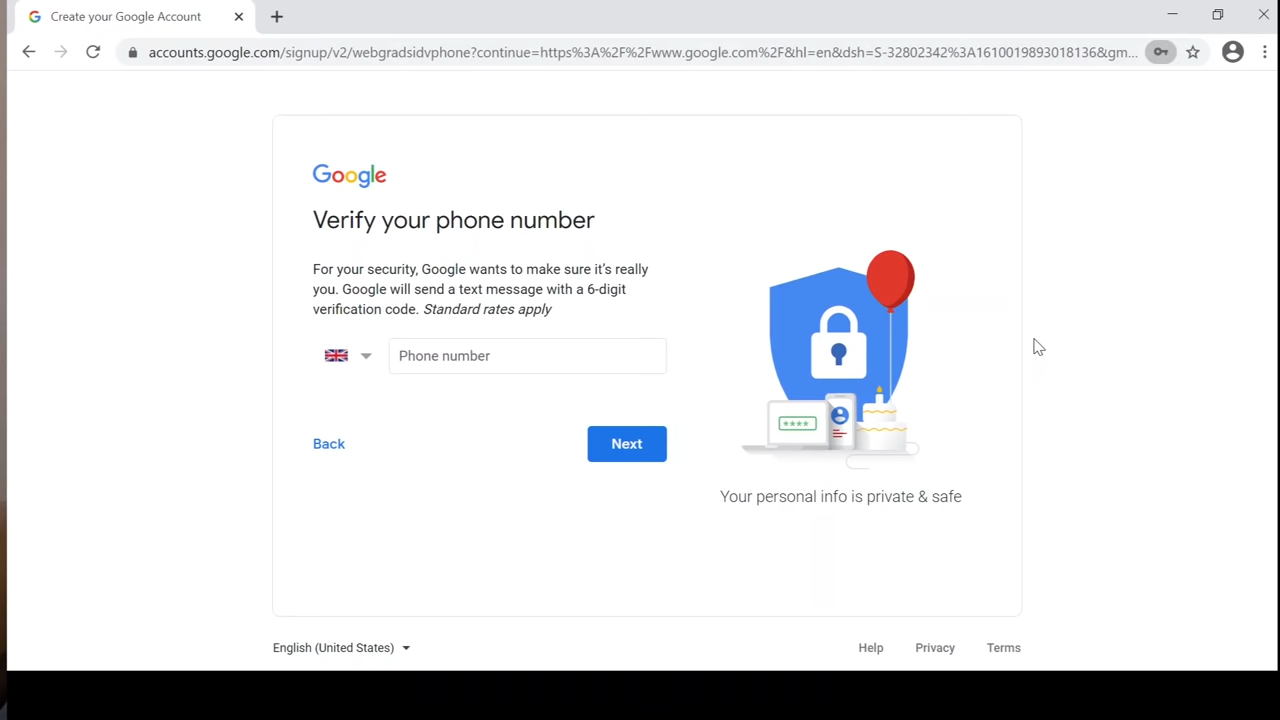 Create your Google Account
accounts.google.com/signup/v2/webgradsidvphone?continue=https%3A%2F%2Fwww.google.com%2F&hl=en&dsh=S-32802342%3A1610019893018136&gm...
Google
Verify your phone number
For your security, Google wants to make sure it’s really
you. Google will send a text message with a 6-digit
verification code. Standard rates apply
Phone number
Back
Next
****
Your personal info is private & safe
English (United States)
Help
Privacy
Terms